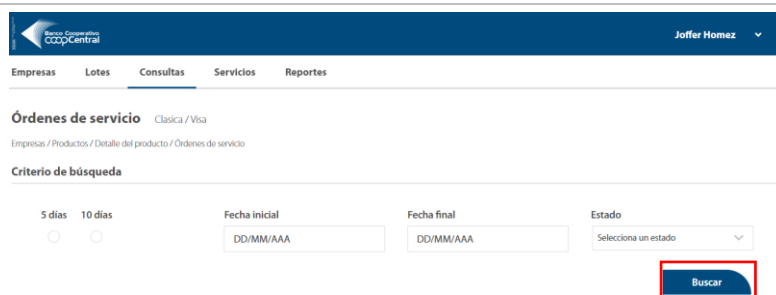 Banco Cooperativo
coopCentral
Joffer Homez
Empresas Lotes Consultas Servicios Reportes
Órdenes de servicio Clasica / Visa
Empresas / Productos / Detalle del producto / Órdenes de servicio
Criterio de búsqueda
5 días 10 días Fecha inicial Fecha final Estado
DD/MM/AAA DD/MM/AAA Selecciona un estado
Buscar